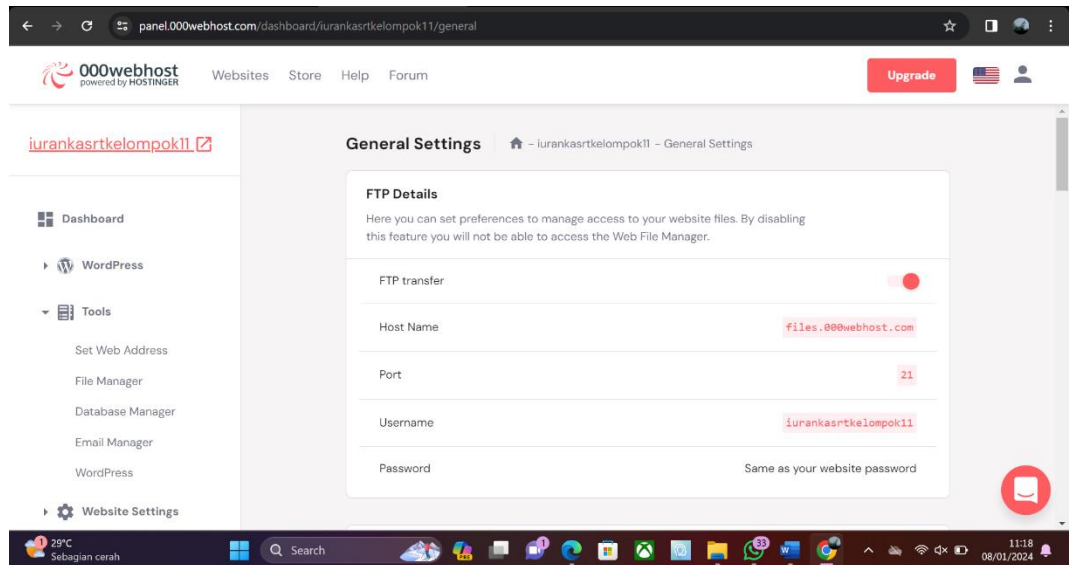 panel.000webhost.com/dashboard/iurankasrtkelompok11/general
000webhost
powered by HOSTINGER
Websites Store Help Forum
Upgrade
iurankasrtkelompok11
General Settings
- iurankasrtkelompok11 - General Settings
FTP Details
Here you can set preferences to manage access to your website files. By disabling
this feature you will not be able to access the Web File Manager.
Dashboard
WordPress
Tools
Set Web Address
File Manager
Database Manager
Email Manager
WordPress
Website Settings
FTP transfer
Host Name files.000webhost.com
Port 21
Username iurankasrtkelompok11
Password Same as your website password
1
29°C
Sebagian cerah
Search
PRE
1
33
11:18
08/01/2024